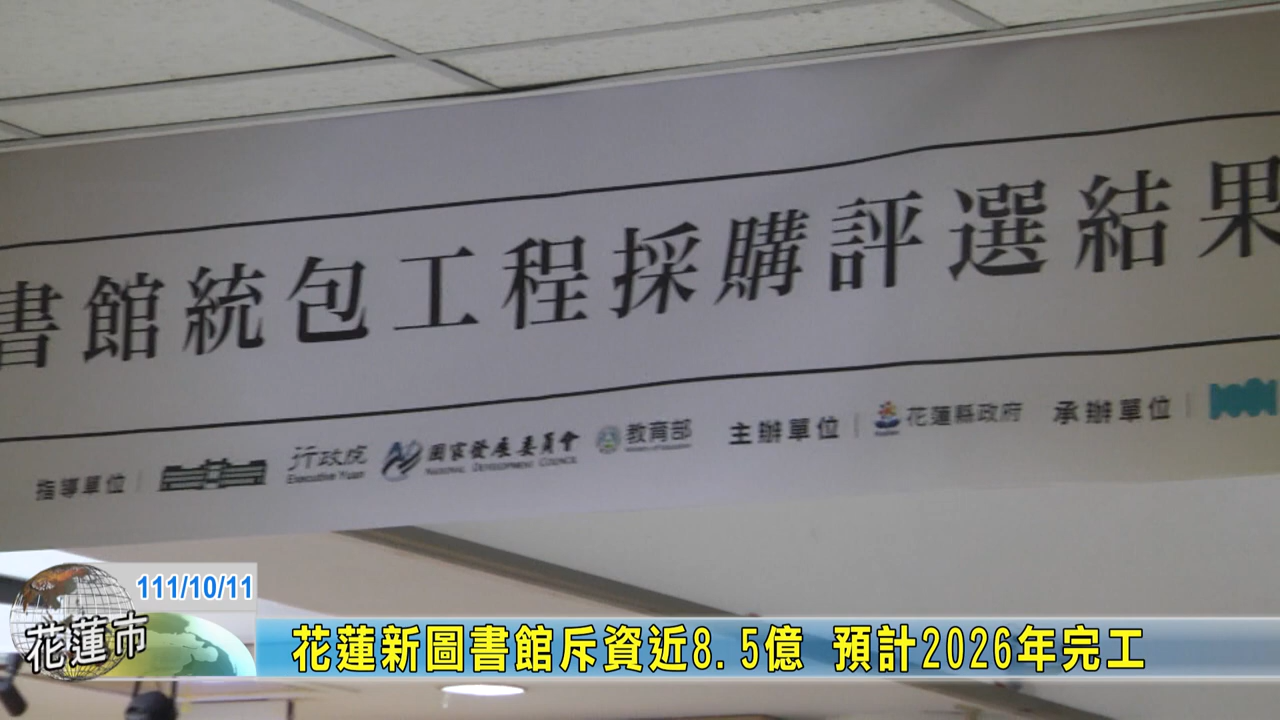 書館統包工程採購評選結果
指導單位 行政院 Executive Yuan 國家發展委員會 NATIONAL DEVELOPMENT COUNCIL 教育部 主辦單位 花蓮縣政府 承辦單位
111/10/11
花蓮市
花蓮新圖書館斥資近8.5億 預計2026年完工